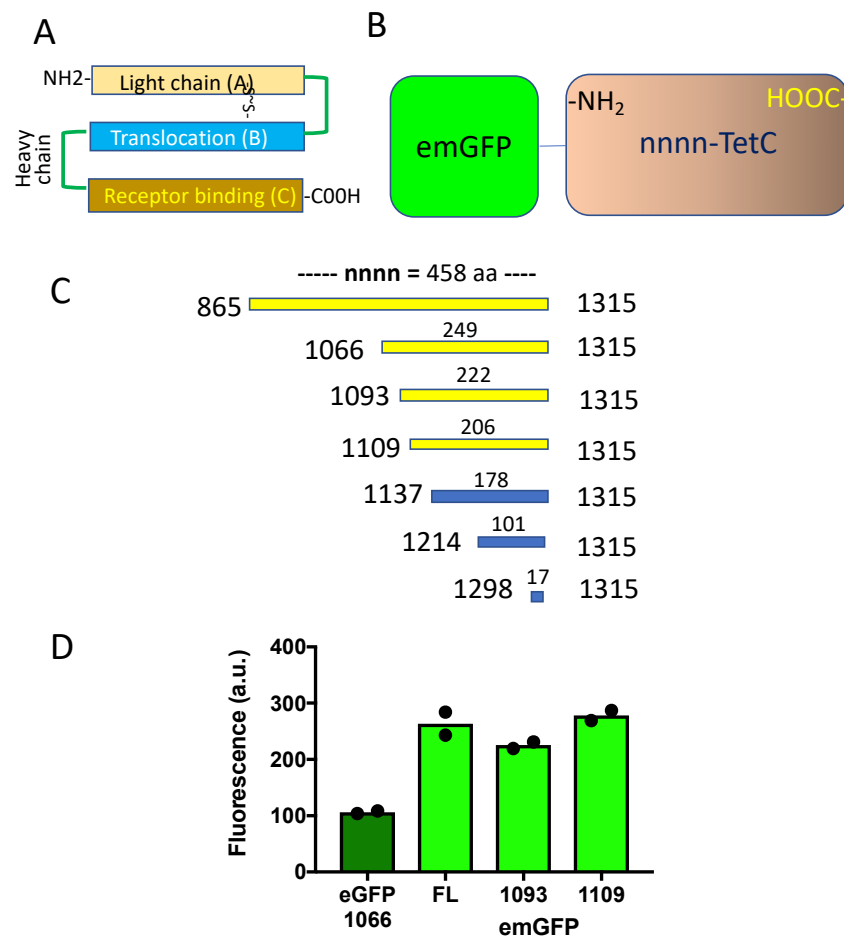 A
NH2-
Light chain (A)
-S~S-
Translocation (B)
Heavy chain
Receptor binding (C)
-C00H
B
emGFP
-NH2
HOOC-
nnnn-TetC
C
----- nnnn = 458 aa ----
865
1315
249
1066
1315
222
1093
1315
206
1109
1315
178
1137
1315
101
1214
1315
17
1298
1315
D
Fluorescence (a.u.)
400
300
200
100
0
eGFP 1066
FL
1093
1109
emGFP